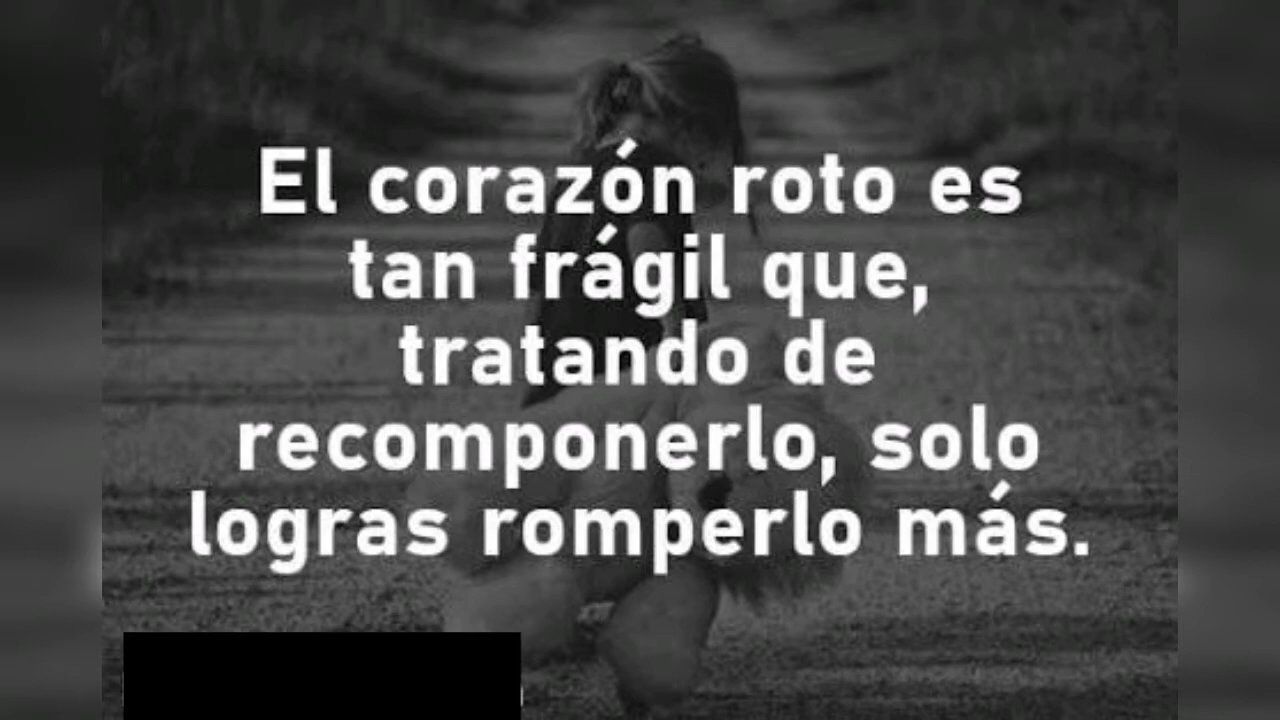 El corazón roto es
tan frágil que,
tratando de
recomponerlo, solo
logras romperlo más.